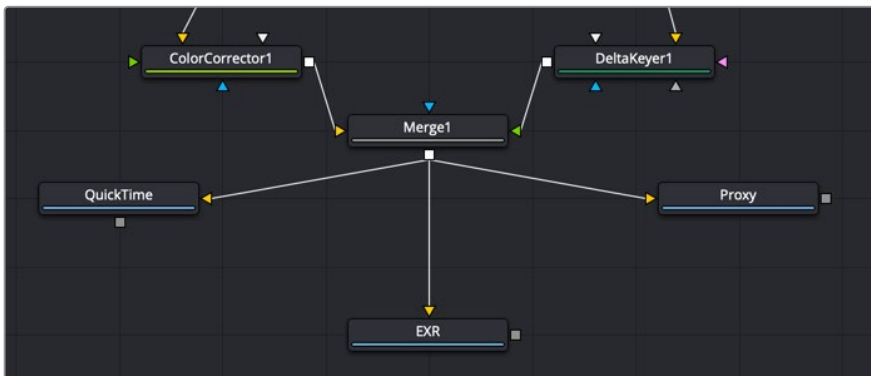 ColorCorrector1
DeltaKeyer1
Merge1
QuickTime
Proxy
EXR